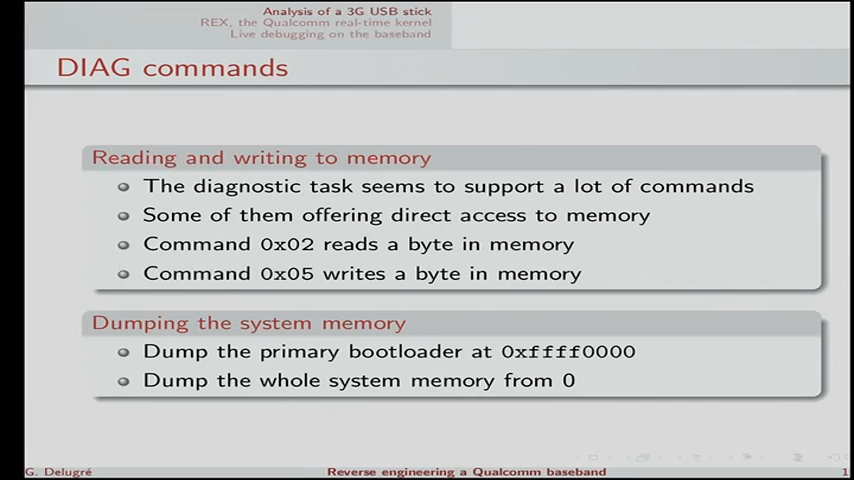 Analysis of a 3G USB stick
REX, the Qualcomm real-time kernel
Live debugging on the baseband
DIAG commands
Reading and writing to memory
The diagnostic task seems to support a lot of commands
Some of them offering direct access to memory
Command 0x02 reads a byte in memory
Command 0x05 writes a byte in memory
Dumping the system memory
Dump the primary bootloader at 0xffff0000
Dump the whole system memory from 0
G. Delugré
Reverse engineering a Qualcomm baseband